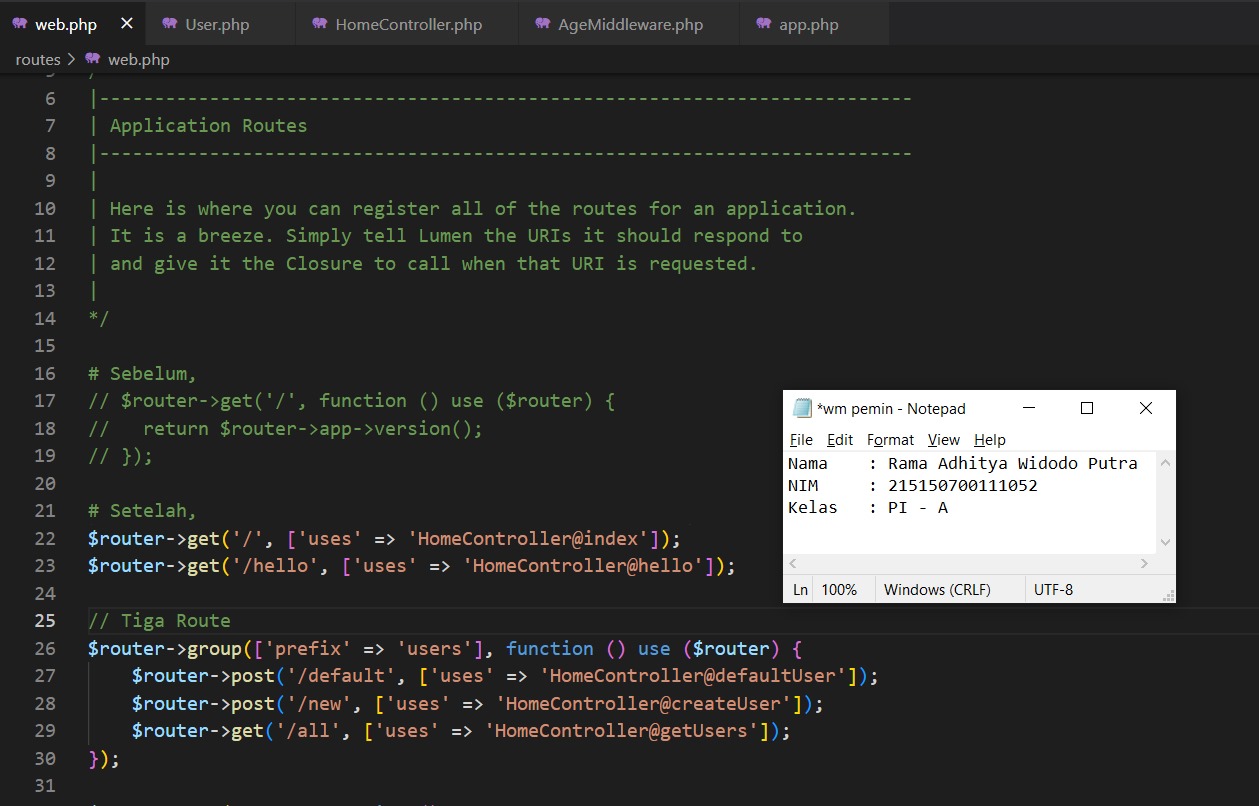 web.php × User.php HomeController.php AgeMiddleware.php app.php
routes > web.php
6 |--------------------------------------------------------------------------
7 | Application Routes
8 |--------------------------------------------------------------------------
9 |
10 | Here is where you can register all of the routes for an application.
11 | It is a breeze. Simply tell Lumen the URIs it should respond to
12 | and give it the Closure to call when that URI is requested.
13 |
14 */
15
16 # Sebelum,
17 // $router->get('/', function () use ($router) {
18 //   return $router->app->version();
19 // });
20
21 # Setelah,
22 $router->get('/', ['uses' => 'HomeController@index']);
23 $router->get('/hello', ['uses' => 'HomeController@hello']);
24
25 // Tiga Route
26 $router->group(['prefix' => 'users'], function () use ($router) {
27     $router->post('/default', ['uses' => 'HomeController@defaultUser']);
28     $router->post('/new', ['uses' => 'HomeController@createUser']);
29     $router->get('/all', ['uses' => 'HomeController@getUsers']);
30 });
31
*wm pemin - Notepad
File Edit Format View Help
Nama : Rama Adhitya Widodo Putra
NIM : 215150700111052
Kelas : PI - A
Ln 100% Windows (CRLF) UTF-8